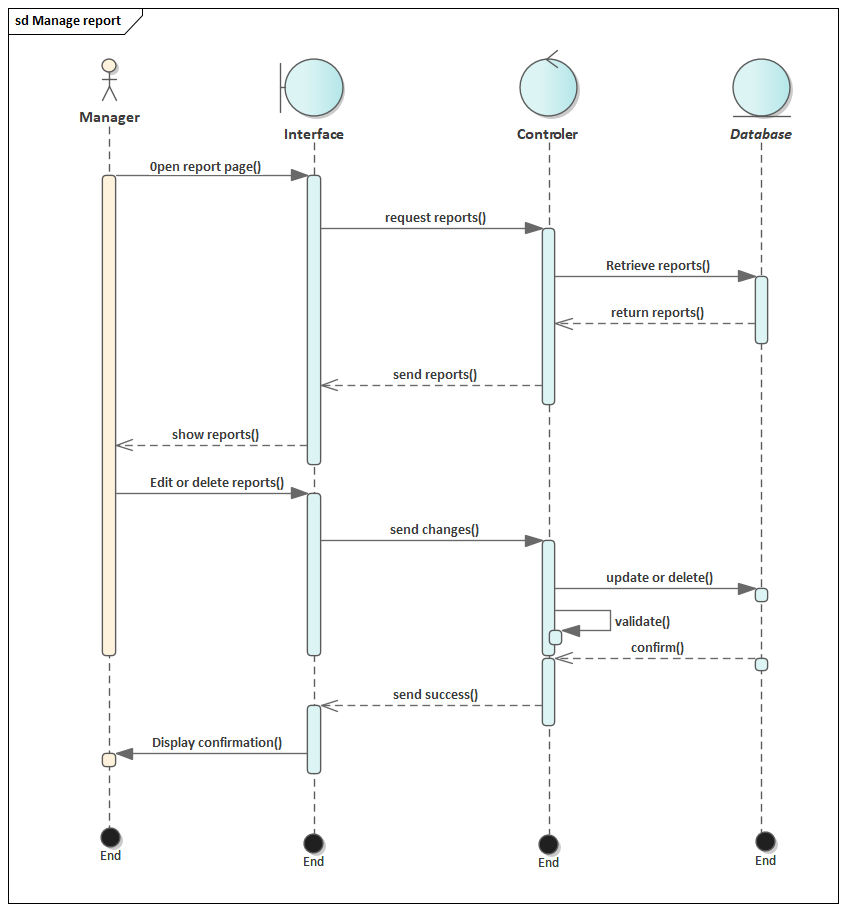 sd Manage report
Manager
Interface
Controler
Database
Open report page()
request reports()
Retrieve reports()
return reports()
send reports()
show reports()
Edit or delete reports()
send changes()
update or delete()
validate()
confirm()
send success()
Display confirmation()
End
End
End
End